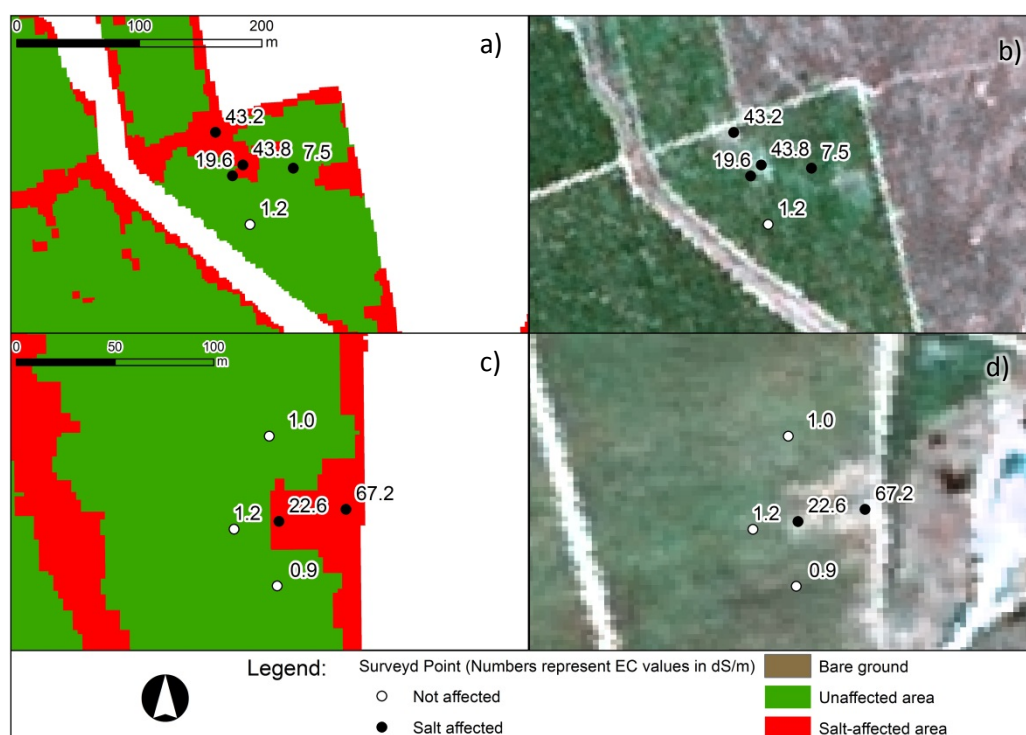 0 100 200
m
a)
43.2
43.8
7.5
19.6
1.2
b)
43.2
43.8
7.5
19.6
1.2
0 50 100
m
c)
1.0
67.2
22.6
1.2
0.9
d)
1.0
67.2
22.6
1.2
0.9
Legend:
Surveyd Point (Numbers represent EC values in dS/m)
Not affected
Salt affected
Bare ground
Unaffected area
Salt-affected area